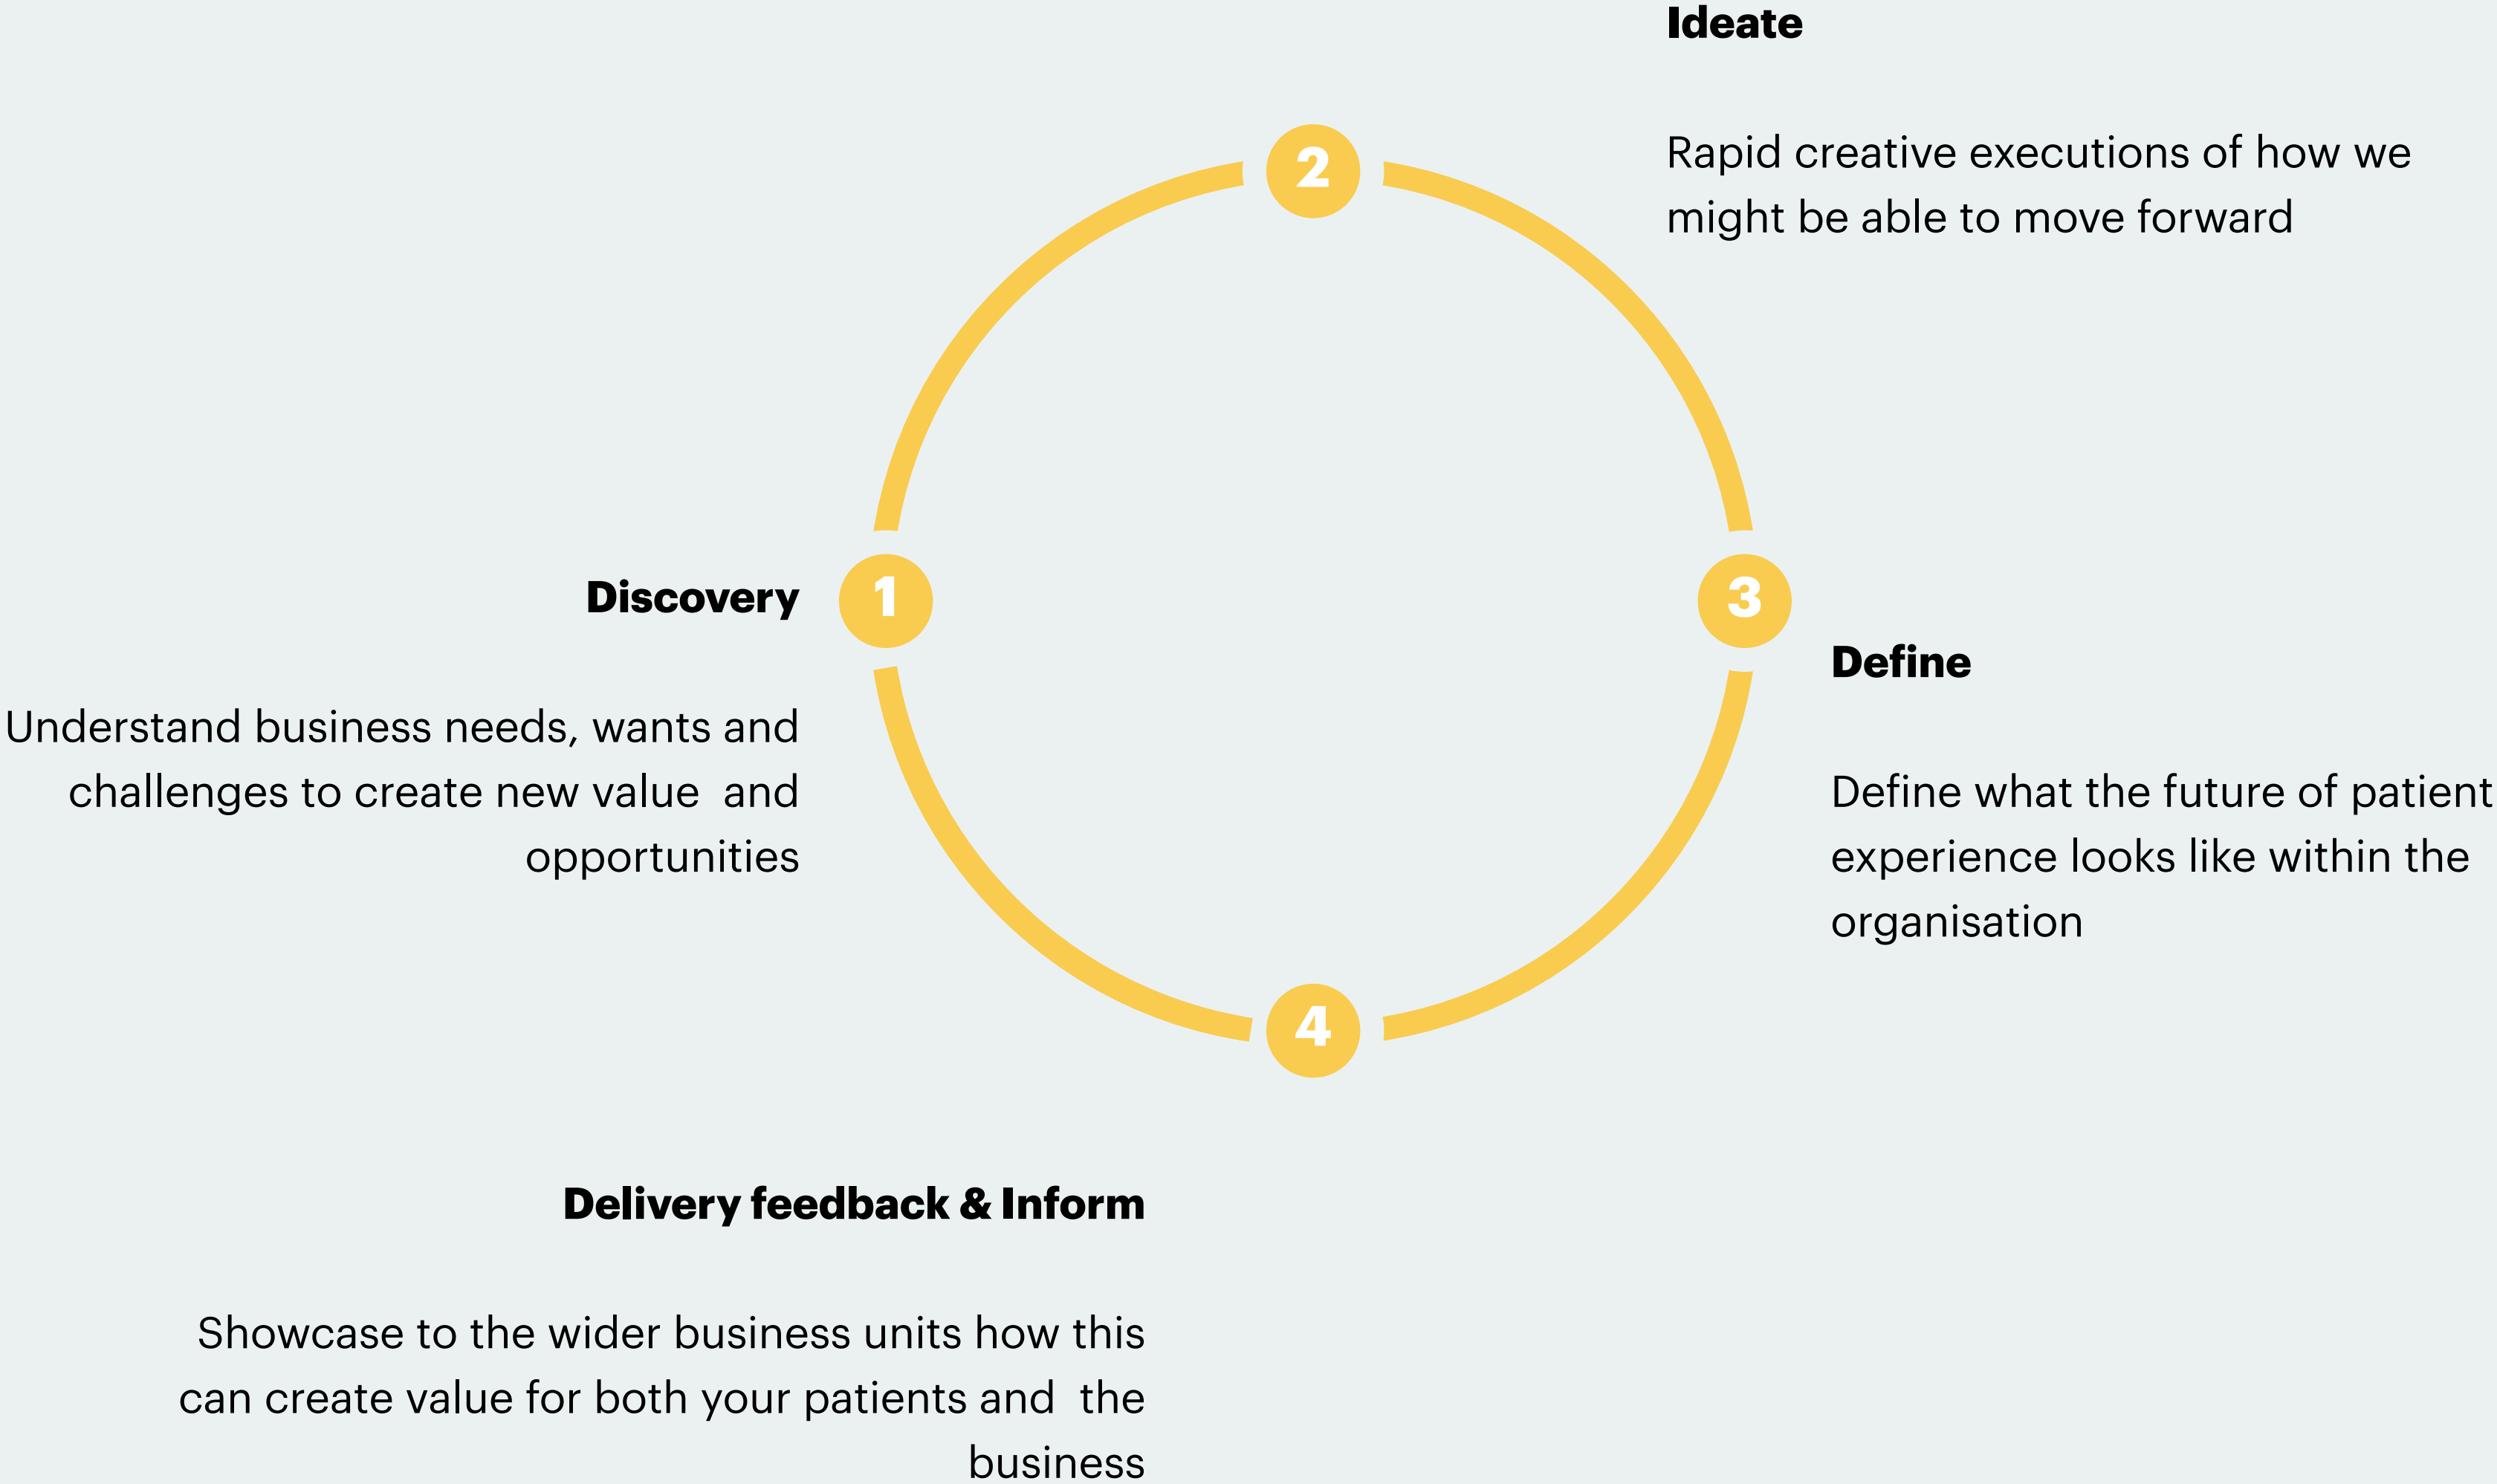 Ideate
2
Rapid creative executions of how we
might be able to move forward
Discovery
1
Understand business needs, wants and
challenges to create new value  and
opportunities
3
Define
Define what the future of patient
experience looks like within the
organisation
4
Delivery feedback & Inform
Showcase to the wider business units how this
can create value for both your patients and  the
business